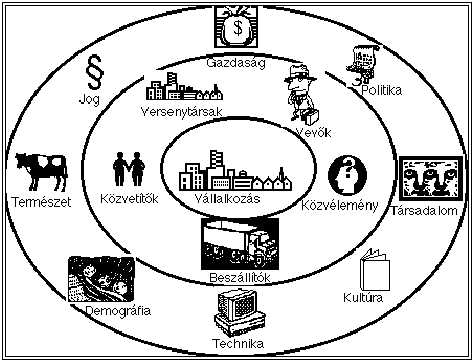 $
Gazdaság
§
Jog
Politika
Versenytársak
Vevők
?
Természet
Közvetítők
Vállalkozás
Közvélemény
Társadalom
Beszállítók
Demográfia
Kultúra
Technika